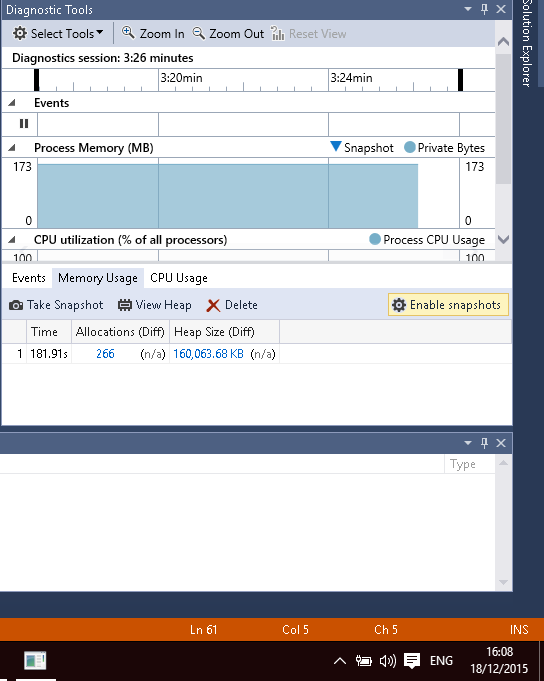 Diagnostic Tools
Solution Explorer
Select Tools Zoom In Zoom Out Reset View
Diagnostics session: 3:26 minutes
3:20min 3:24min
Events
Process Memory (MB) Snapshot Private Bytes
173 173
0 0
CPU utilization (% of all processors) Process CPU Usage
100 100
Events Memory Usage CPU Usage
Take Snapshot View Heap Delete Enable snapshots
Time Allocations (Diff) Heap Size (Diff)
1 181.91s 266 (n/a) 160,063.68 KB (n/a)
Type
Ln 61 Col 5 Ch 5 INS
ENG
16:08
18/12/2015